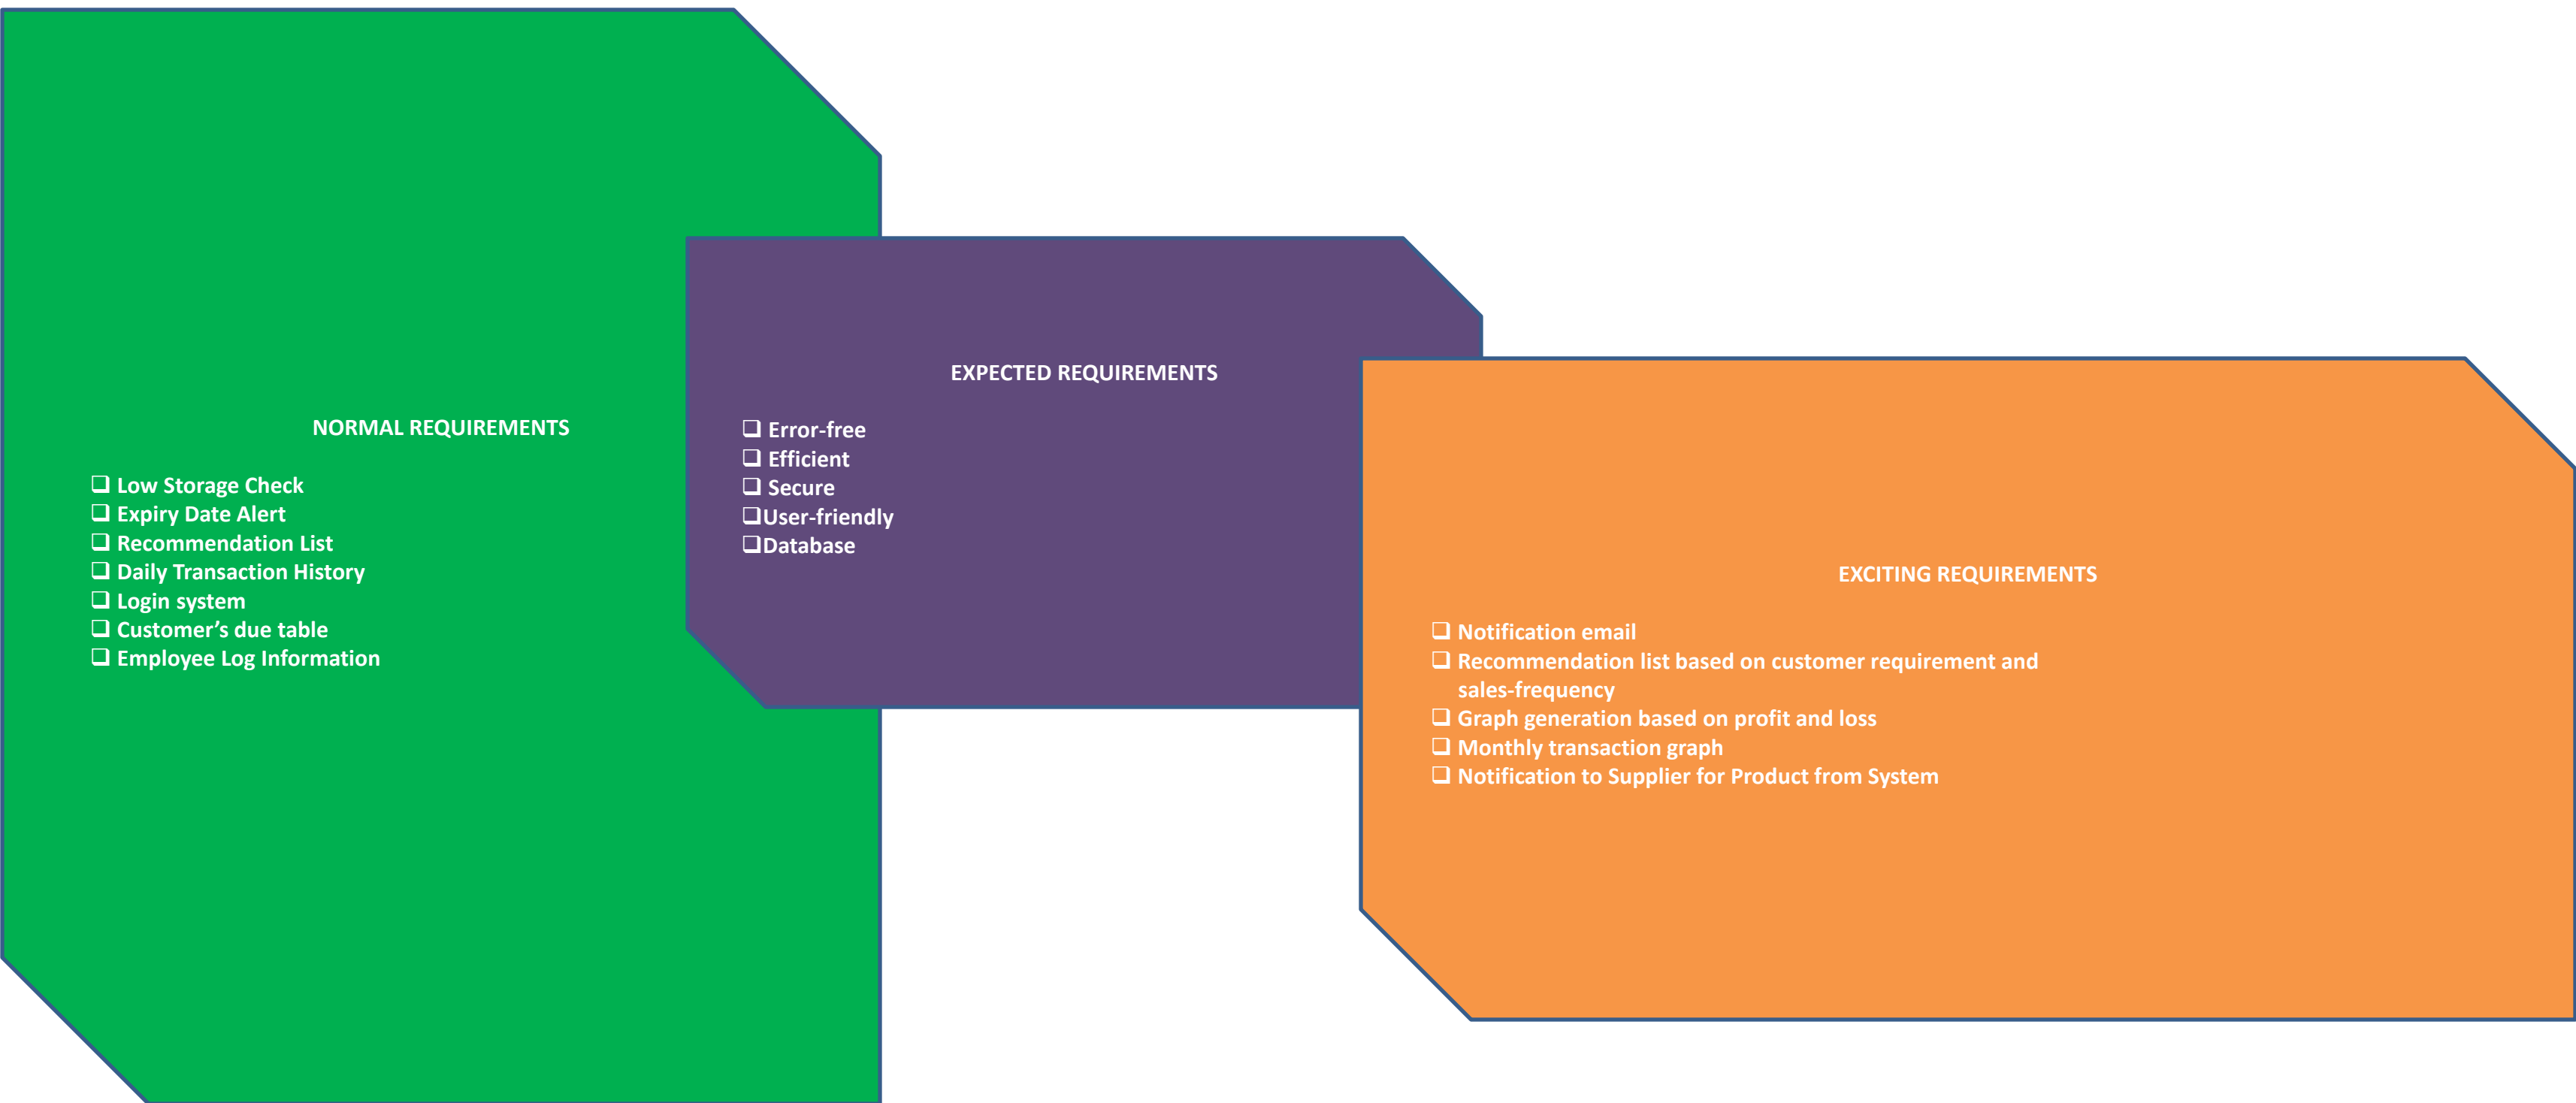 NORMAL REQUIREMENTS
❑ Low Storage Check
❑ Expiry Date Alert
❑ Recommendation List
❑ Daily Transaction History
❑ Login system
❑ Customer’s due table
❑ Employee Log Information
EXPECTED REQUIREMENTS
❑ Error-free
❑ Efficient
❑ Secure
❑User-friendly
❑Database
EXCITING REQUIREMENTS
❑ Notification email
❑ Recommendation list based on customer requirement and
sales-frequency
❑ Graph generation based on profit and loss
❑ Monthly transaction graph
❑ Notification to Supplier for Product from System